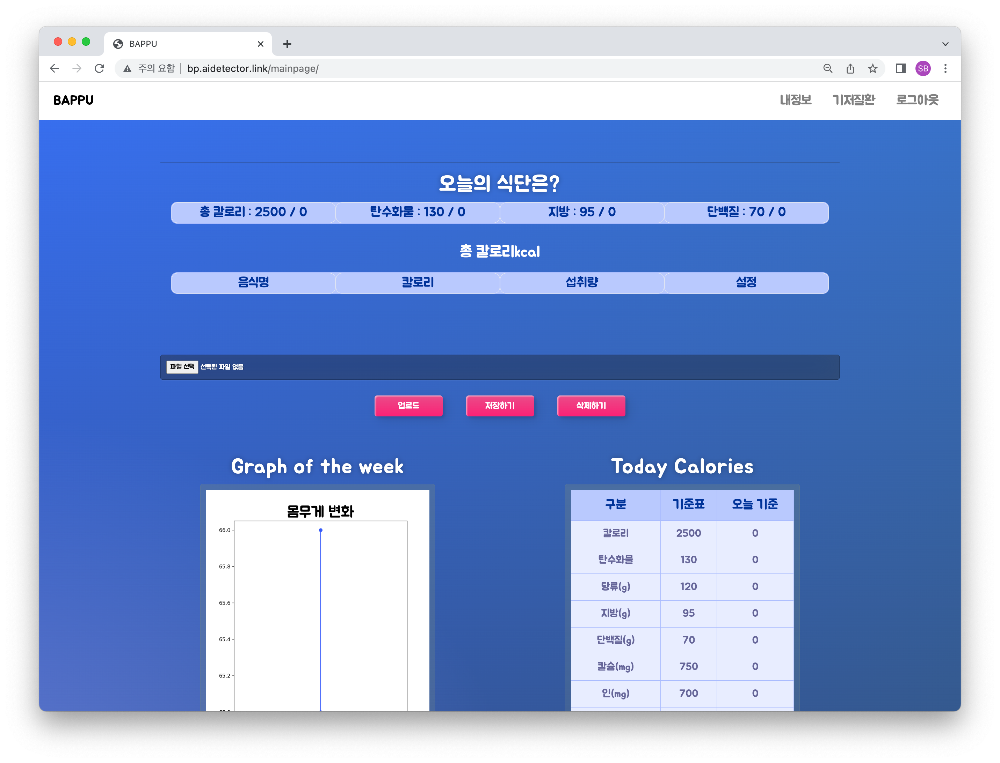 BAPPU
주의 요함 bp.aidetector.link/mainpage/
SB
BAPPU 내정보 기저질환 로그아웃
오늘의 식단은?
총 칼로리 : 2500 / 0 탄수화물 : 130 / 0 지방 : 95 / 0 단백질 : 70 / 0
총 칼로리kcal
음식명 칼로리 섭취량 설정
파일 선택 선택된 파일 없음
업로드 저장하기 삭제하기
Graph of the week
몸무게 변화
66.0
65.8
65.6
65.4
65.2
Today Calories
구분 기준표 오늘 기준
칼로리 2500 0
탄수화물 130 0
당류(g) 120 0
지방(g) 95 0
단백질(g) 70 0
칼슘(mg) 750 0
인(mg) 700 0